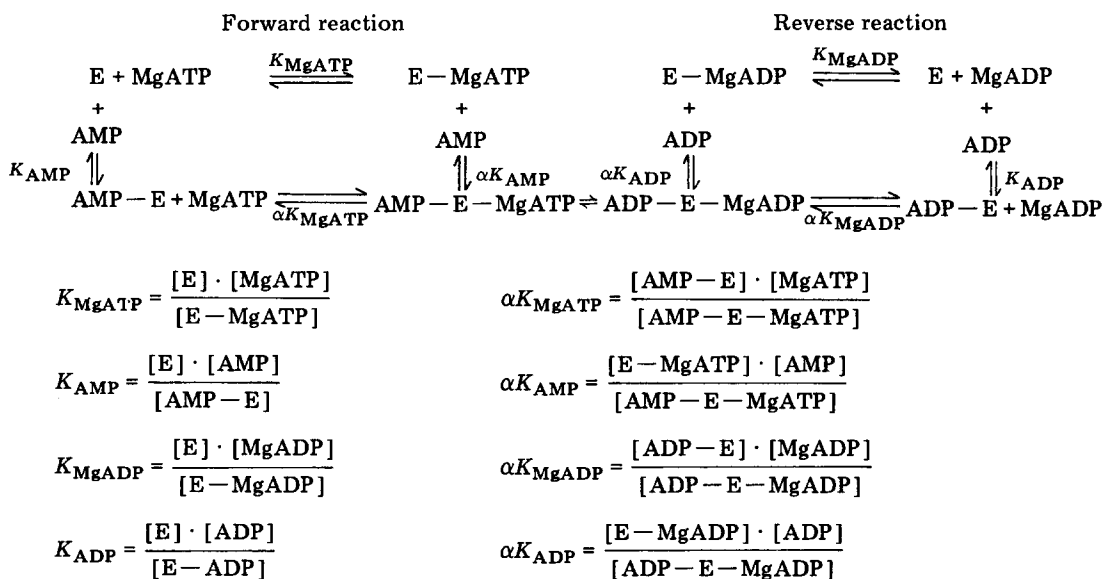 Forward reaction Reverse reaction
K_MgATP K_MgADP
E + MgATP ⇌ E—MgATP E—MgADP ⇌ E + MgADP
+ + + +
AMP AMP ADP ADP
K_AMP ⇌ ⇌ αK_AMP αK_ADP ⇌ ⇌ K_ADP
AMP—E + MgATP ⇌ AMP—E—MgATP ⇌ ADP—E—MgADP ⇌ ADP—E + MgADP
αK_MgATP αK_MgADP
K_MgATP = [E] · [MgATP] / [E—MgATP]
αK_MgATP = [AMP—E] · [MgATP] / [AMP—E—MgATP]
K_AMP = [E] · [AMP] / [AMP—E]
αK_AMP = [E—MgATP] · [AMP] / [AMP—E—MgATP]
K_MgADP = [E] · [MgADP] / [E—MgADP]
αK_MgADP = [ADP—E] · [MgADP] / [ADP—E—MgADP]
K_ADP = [E] · [ADP] / [E—ADP]
αK_ADP = [E—MgADP] · [ADP] / [ADP—E—MgADP]